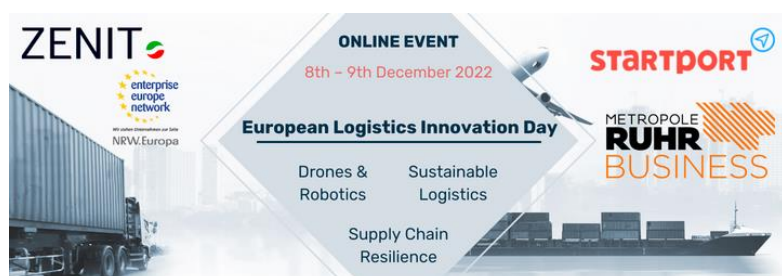 ZENIT
enterprise
europe
network
Wir stehen Unternehmen zur Seite
NRW.Europa
ONLINE EVENT
8th – 9th December 2022
European Logistics Innovation Day
Drones &
Robotics
Sustainable
Logistics
Supply Chain
Resilience
STARTPORT
METROPOLE
RUHR
BUSINESS